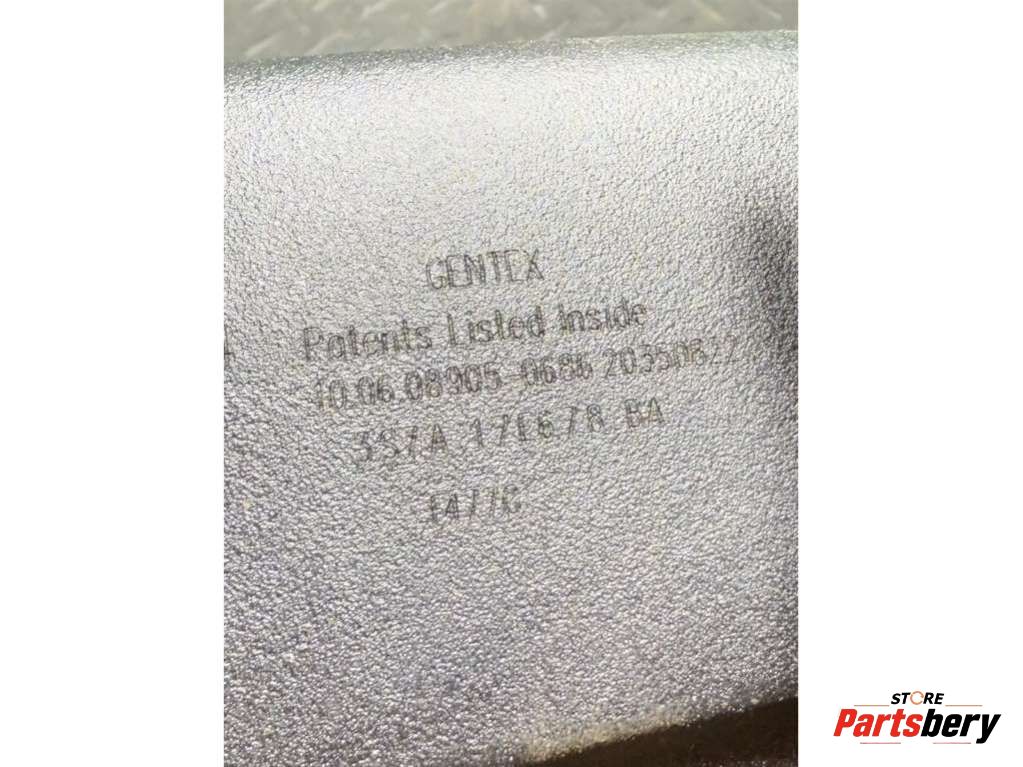 GENTEX
Patents Listed Inside
10.06.08905-0686 20350822
3S7A 17E678 BA
E477C
STORE
Partsbery